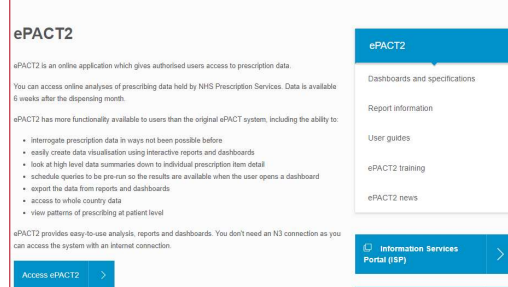 ePACT2
ePACT2 is an online application which gives authorised users access to prescription data.
You can access online analyses of prescribing data held by NHS Prescription Services. Data is available
6 weeks after the dispensing month.
ePACT2 has more functionality available to users than the original ePACT system, including the ability to:
interrogate prescription data in ways not been possible before
easily create data visualisation using interactive reports and dashboards
look at high level data summaries down to individual prescription item detail
schedule queries to be pre-run so the results are available when the user opens a dashboard
export the data from reports and dashboards
access to whole country data
view patterns of prescribing at patient level
ePACT2 provides easy-to-use analysis, reports and dashboards. You don't need an N3 connection as you
can access the system with an internet connection.
Access ePACT2
ePACT2
Dashboards and specifications
Report information
User guides
ePACT2 training
ePACT2 news
Information Services
Portal (ISP)